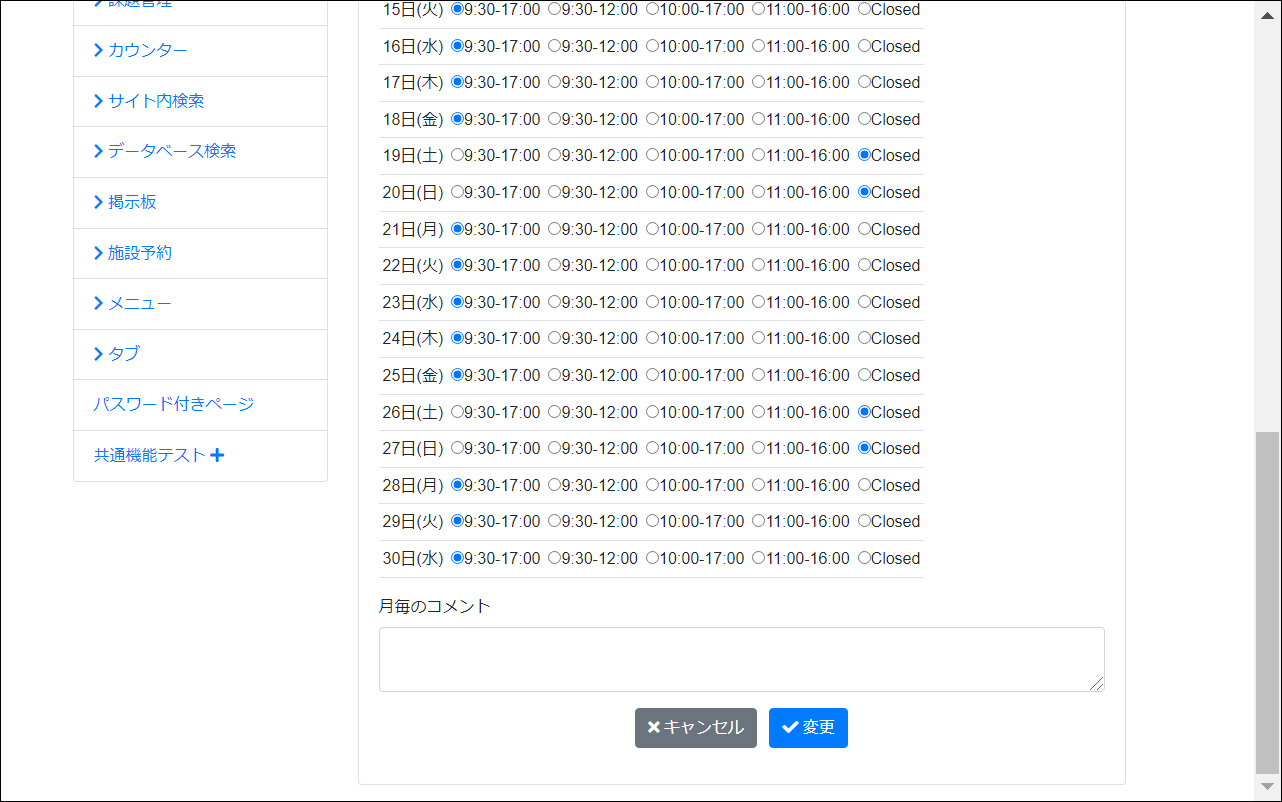 課題管理
カウンター
サイト内検索
データベース検索
掲示板
施設予約
メニュー
タブ
パスワード付きページ
共通機能テスト
15日(火) 9:30-17:00 9:30-12:00 10:00-17:00 11:00-16:00 Closed
16日(水) 9:30-17:00 9:30-12:00 10:00-17:00 11:00-16:00 Closed
17日(木) 9:30-17:00 9:30-12:00 10:00-17:00 11:00-16:00 Closed
18日(金) 9:30-17:00 9:30-12:00 10:00-17:00 11:00-16:00 Closed
19日(土) 9:30-17:00 9:30-12:00 10:00-17:00 11:00-16:00 Closed
20日(日) 9:30-17:00 9:30-12:00 10:00-17:00 11:00-16:00 Closed
21日(月) 9:30-17:00 9:30-12:00 10:00-17:00 11:00-16:00 Closed
22日(火) 9:30-17:00 9:30-12:00 10:00-17:00 11:00-16:00 Closed
23日(水) 9:30-17:00 9:30-12:00 10:00-17:00 11:00-16:00 Closed
24日(木) 9:30-17:00 9:30-12:00 10:00-17:00 11:00-16:00 Closed
25日(金) 9:30-17:00 9:30-12:00 10:00-17:00 11:00-16:00 Closed
26日(土) 9:30-17:00 9:30-12:00 10:00-17:00 11:00-16:00 Closed
27日(日) 9:30-17:00 9:30-12:00 10:00-17:00 11:00-16:00 Closed
28日(月) 9:30-17:00 9:30-12:00 10:00-17:00 11:00-16:00 Closed
29日(火) 9:30-17:00 9:30-12:00 10:00-17:00 11:00-16:00 Closed
30日(水) 9:30-17:00 9:30-12:00 10:00-17:00 11:00-16:00 Closed
月毎のコメント
キャンセル
変更